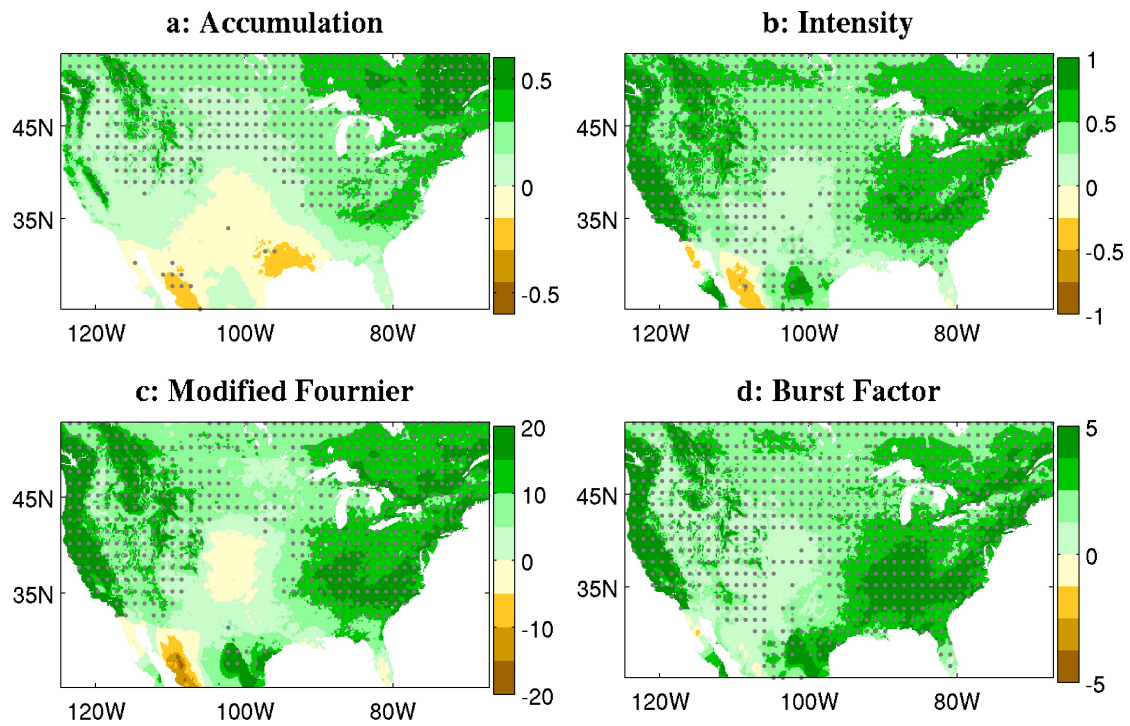 a: Accumulation
b: Intensity
45N
35N
120W
100W
80W
0.5
0
-0.5
45N
35N
120W
100W
80W
1
0.5
0
-0.5
-1
c: Modified Fournier
d: Burst Factor
45N
35N
120W
100W
80W
20
10
0
-10
-20
45N
35N
120W
100W
80W
5
0
-5